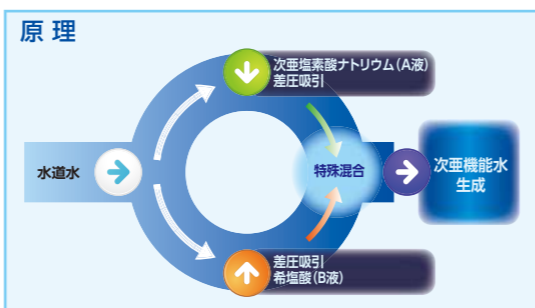 原理
次亜塩素酸ナトリウム（A液）
差圧吸引
水道水
特殊混合
次亜機能水
生成
差圧吸引
希塩酸（B液）